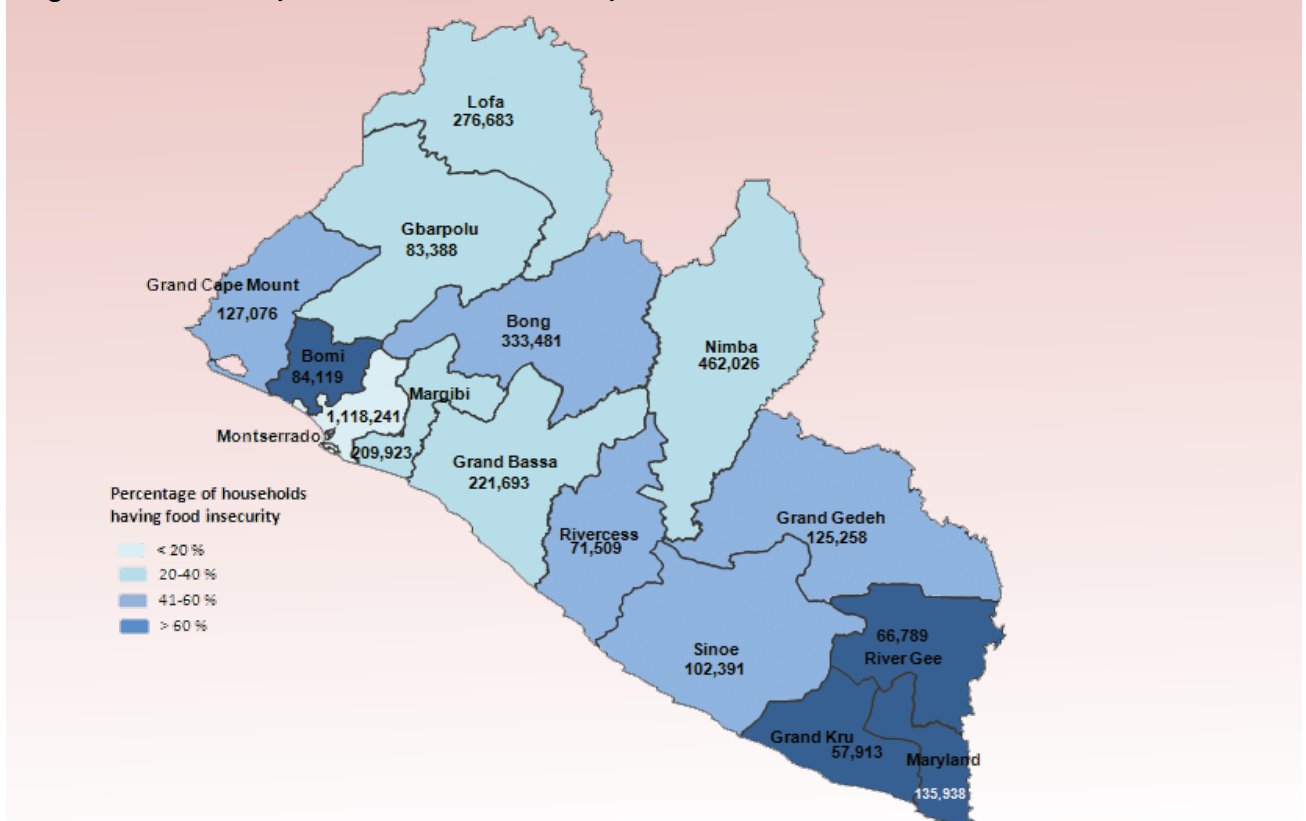 Lofa
276,683
Gbarpolu
83,388
Grand Cape Mount
127,076
Bong
333,481
Nimba
462,026
Bomi
84,119
Margibi
1,118,241
Montserrado
209,923
Grand Bassa
221,693
Percentage of households
having food insecurity
< 20 %
20-40 %
41-60 %
> 60 %
Grand Gedeh
125,258
Rivercess
71,509
66,789
River Gee
Sinoe
102,391
Grand Kru
57,913
Maryland
135,938